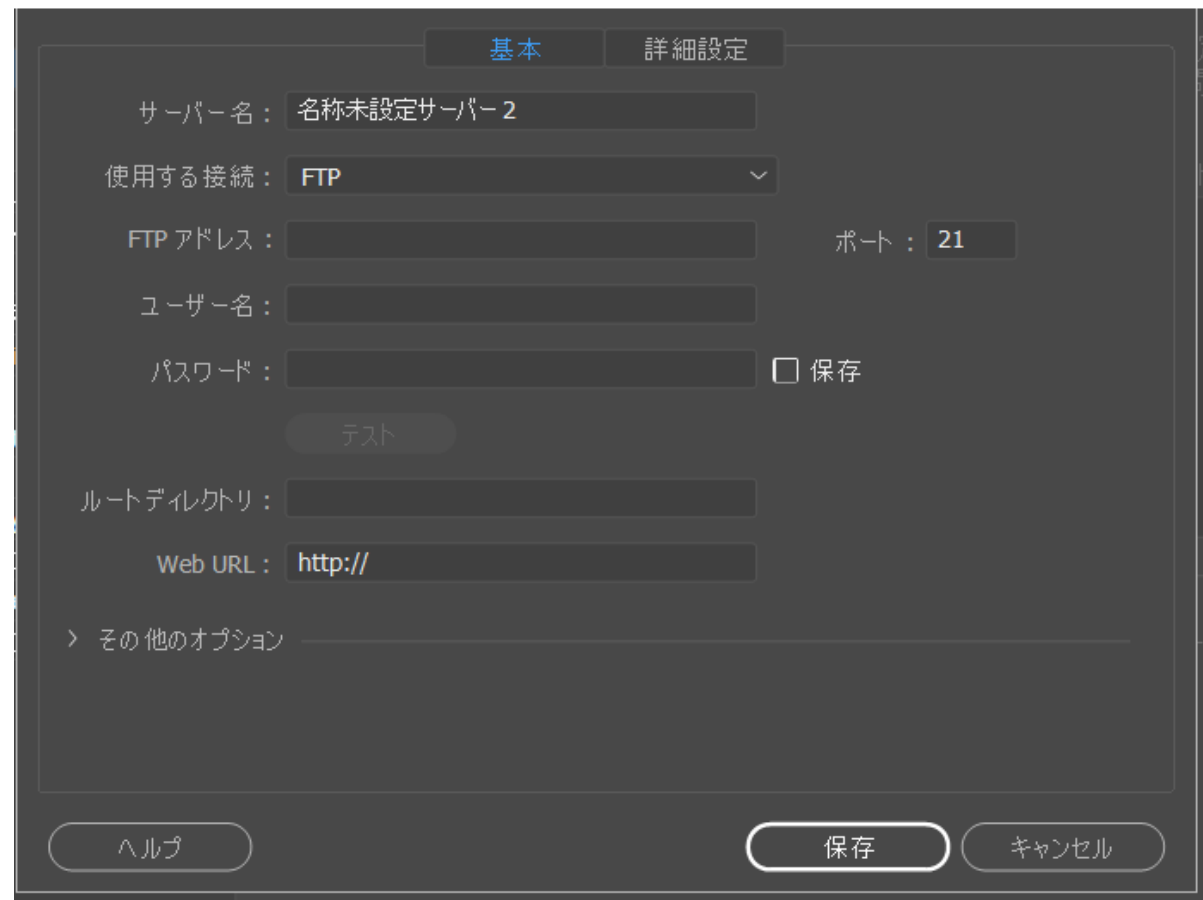 基本 詳細設定
サーバー名： 名称未設定サーバー 2
使用する接続： FTP
FTP アドレス： ポート： 21
ユーザー名：
パスワード： 保存
テスト
ルートディレクトリ：
Web URL： http://
その他のオプション
ヘルプ 保存 キャンセル